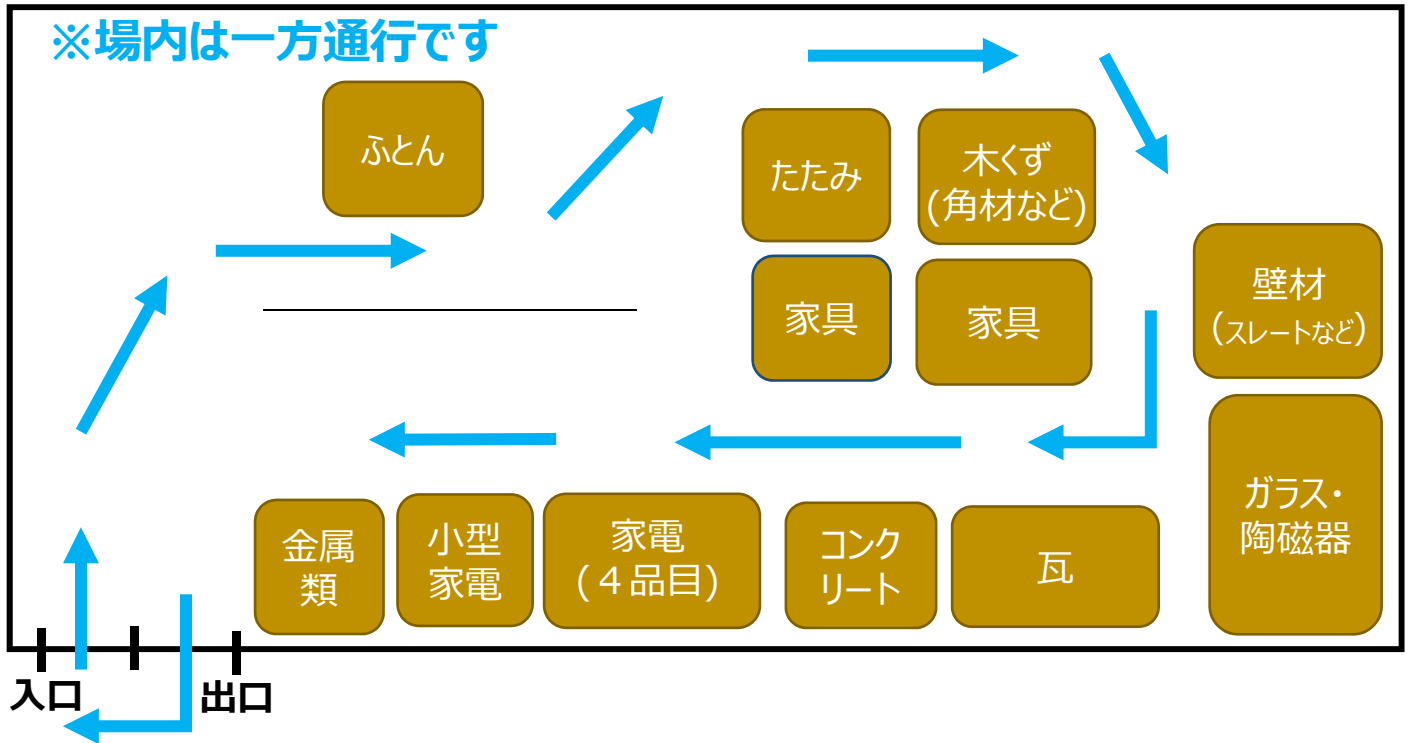 ※場内は一方通行です
ふとん
たたみ
木くず
(角材など)
家具
家具
壁材
(スレートなど)
ガラス・
陶磁器
金属
類
小型
家電
家電
(４品目)
コンク
リート
瓦
入口
出口